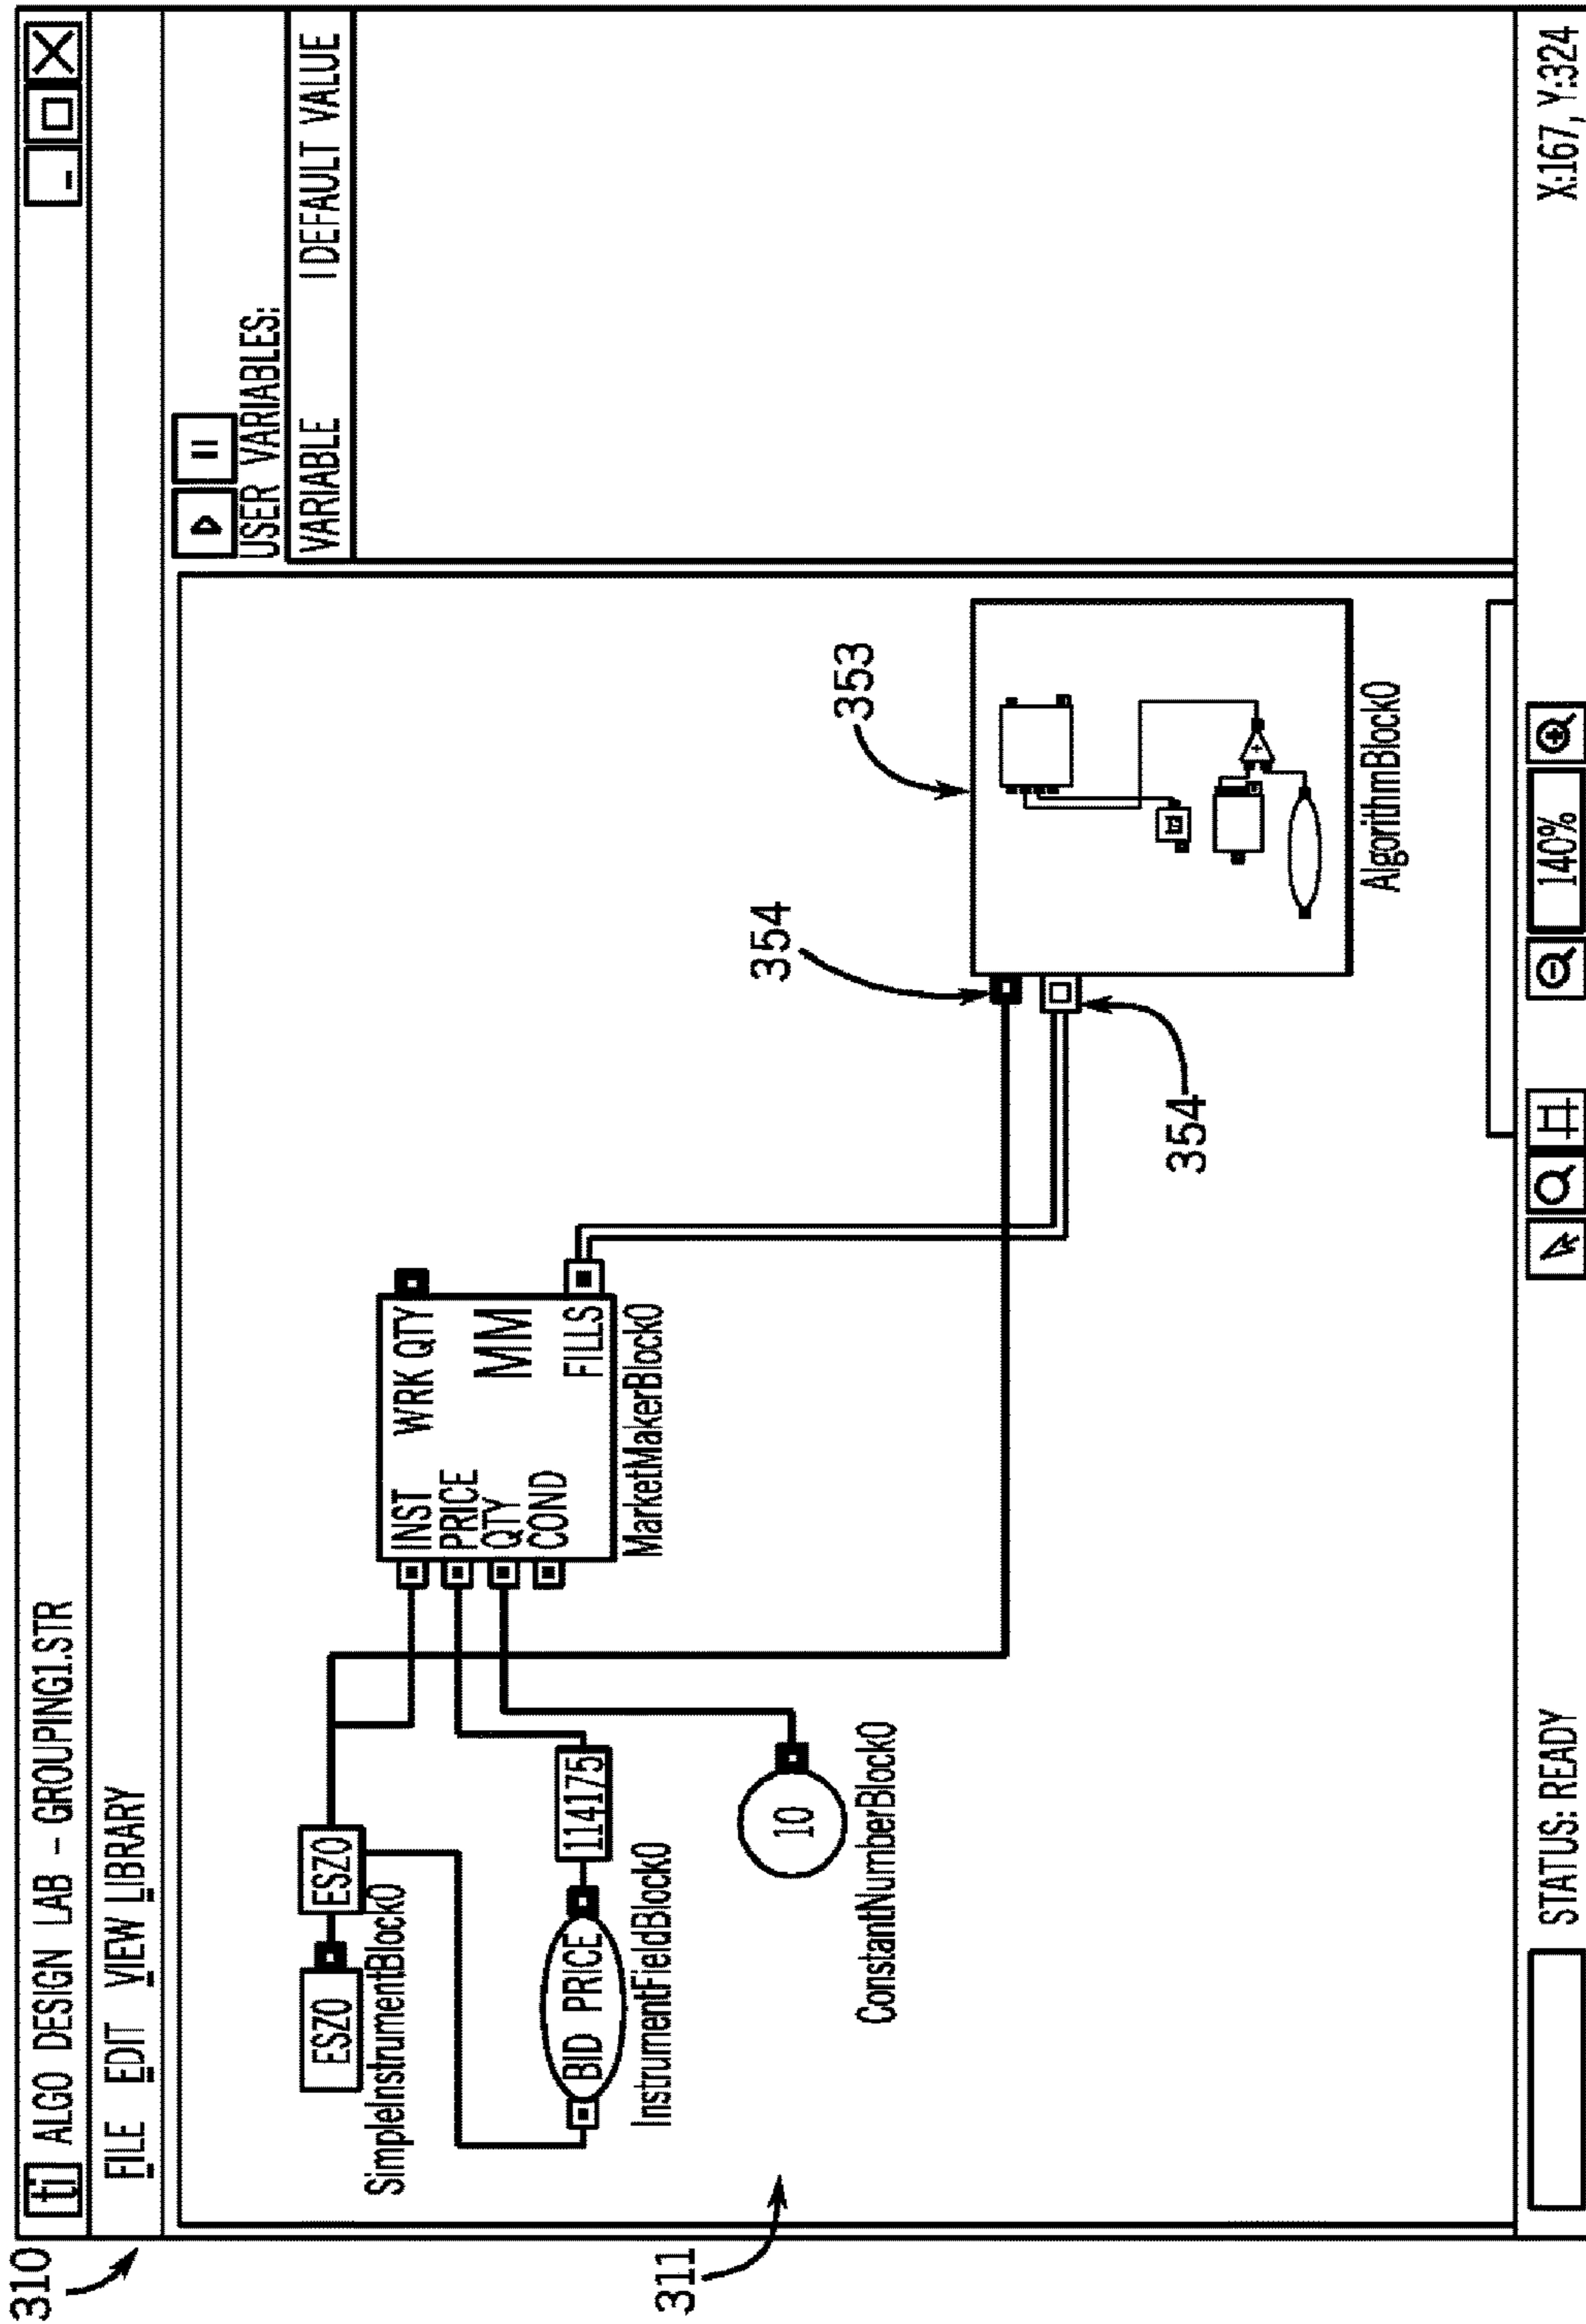 310
ti ALGO DESIGN LAB - GROUPING1.STR
FILE EDIT VIEW LIBRARY
USER VARIABLES:
VARIABLE | DEFAULT VALUE
ESZ0
ESZ0
SimpleInstrumentBlock0
BID PRICE
114175
InstrumentFieldBlock0
10
ConstantNumberBlock0
INST WRK QTY
PRICE
QTY MM
COND
FILLS
MarketMakerBlock0
353
354
354
AlgorithmBlock0
311
STATUS: READY
140%
X:167, Y:324